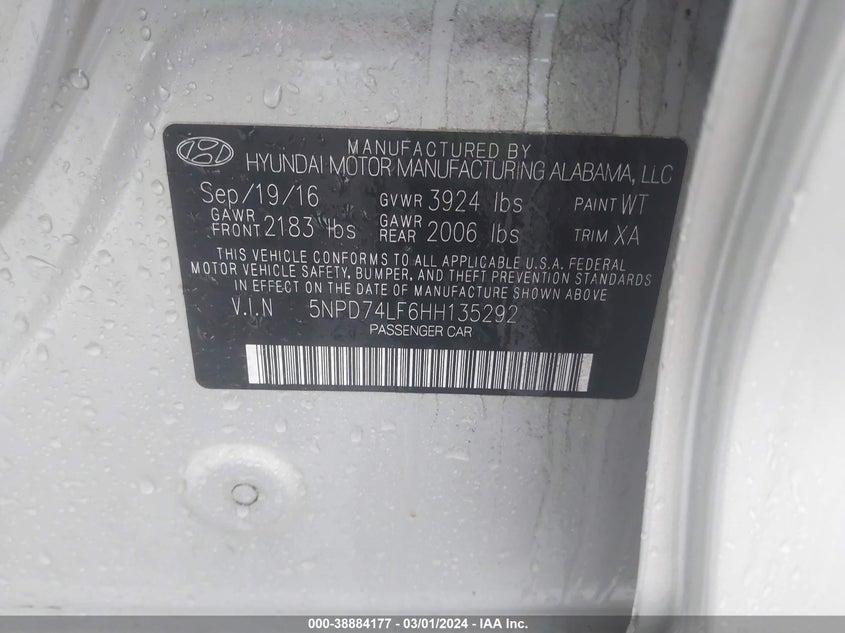 MANUFACTURED BY
HYUNDAI MOTOR MANUFACTURING ALABAMA, LLC
Sep/19/16 GVWR 3924 lbs PAINT WT
GAWR FRONT 2183 lbs GAWR REAR 2006 lbs TRIM XA
THIS VEHICLE CONFORMS TO ALL APPLICABLE U.S.A. FEDERAL
MOTOR VEHICLE SAFETY, BUMPER, AND THEFT PREVENTION STANDARDS
IN EFFECT ON THE DATE OF MANUFACTURE SHOWN ABOVE.
V.I.N 5NPD74LF6HH135292
PASSENGER CAR
000-38884177 - 03/01/2024 - IAA Inc.